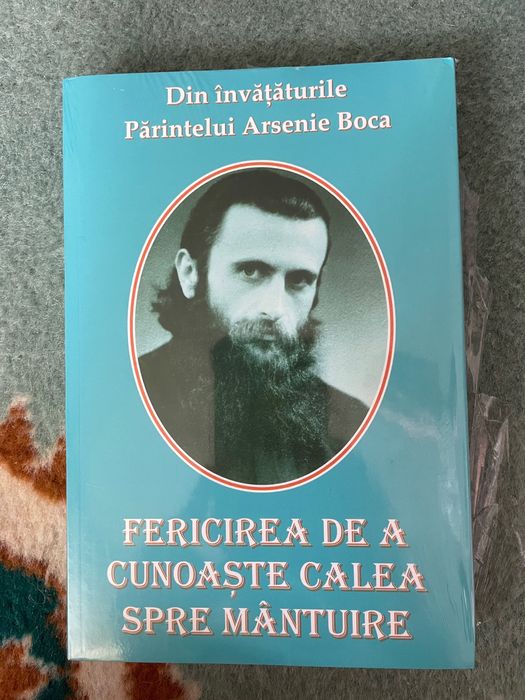 Din învățăturile
Părintelui Arsenie Boca
FERICIREA DE A
CUNOAȘTE CALEA
SPRE MÂNTUIRE